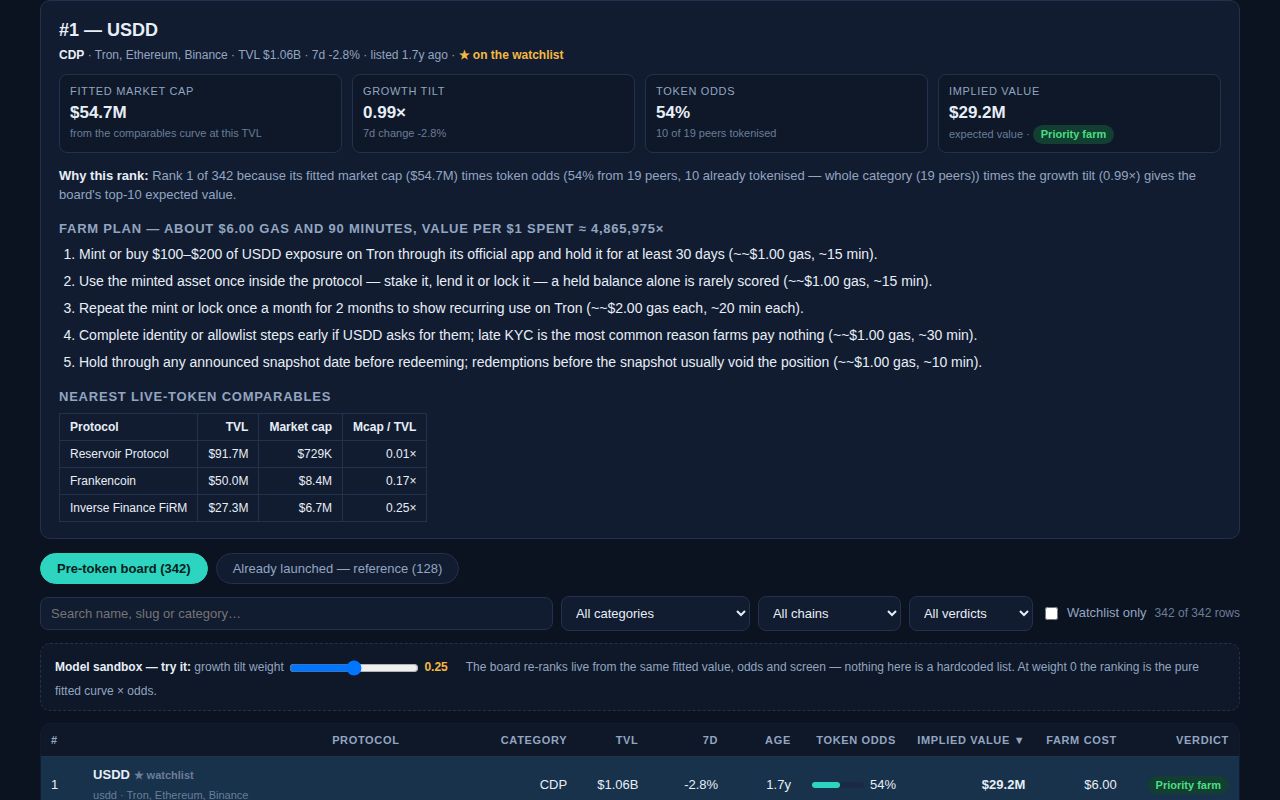 #1 — USDD
CDP · Tron, Ethereum, Binance · TVL $1.06B · 7d -2.8% · listed 1.7y ago · ★ on the watchlist
FITTED MARKET CAP
$54.7M
from the comparables curve at this TVL
GROWTH TILT
0.99×
7d change -2.8%
TOKEN ODDS
54%
10 of 19 peers tokenised
IMPLIED VALUE
$29.2M
expected value · Priority farm
Why this rank: Rank 1 of 342 because its fitted market cap ($54.7M) times token odds (54% from 19 peers, 10 already tokenised — whole category (19 peers)) times the growth tilt (0.99×) gives the
board's top-10 expected value.
FARM PLAN — ABOUT $6.00 GAS AND 90 MINUTES, VALUE PER $1 SPENT ≈ 4,865,975×
1. Mint or buy $100–$200 of USDD exposure on Tron through its official app and hold it for at least 30 days (~~$1.00 gas, ~15 min).
2. Use the minted asset once inside the protocol — stake it, lend it or lock it — a held balance alone is rarely scored (~~$1.00 gas, ~15 min).
3. Repeat the mint or lock once a month for 2 months to show recurring use on Tron (~~$2.00 gas each, ~20 min each).
4. Complete identity or allowlist steps early if USDD asks for them; late KYC is the most common reason farms pay nothing (~~$1.00 gas, ~30 min).
5. Hold through any announced snapshot date before redeeming; redemptions before the snapshot usually void the position (~~$1.00 gas, ~10 min).
NEAREST LIVE-TOKEN COMPARABLES
Protocol TVL Market cap Mcap / TVL
Reservoir Protocol $91.7M $729K 0.01×
Frankencoin $50.0M $8.4M 0.17×
Inverse Finance FiRM $27.3M $6.7M 0.25×
Pre-token board (342) Already launched — reference (128)
Search name, slug or category… All categories All chains All verdicts Watchlist only 342 of 342 rows
Model sandbox — try it: growth tilt weight 0.25 The board re-ranks live from the same fitted value, odds and screen — nothing here is a hardcoded list. At weight 0 the ranking is the pure
fitted curve × odds.
# PROTOCOL CATEGORY TVL 7D AGE TOKEN ODDS IMPLIED VALUE ▼ FARM COST VERDICT
1 USDD ★ watchlist CDP $1.06B -2.8% 1.7y 54% $29.2M $6.00 Priority farm
usdd · Tron, Ethereum, Binance